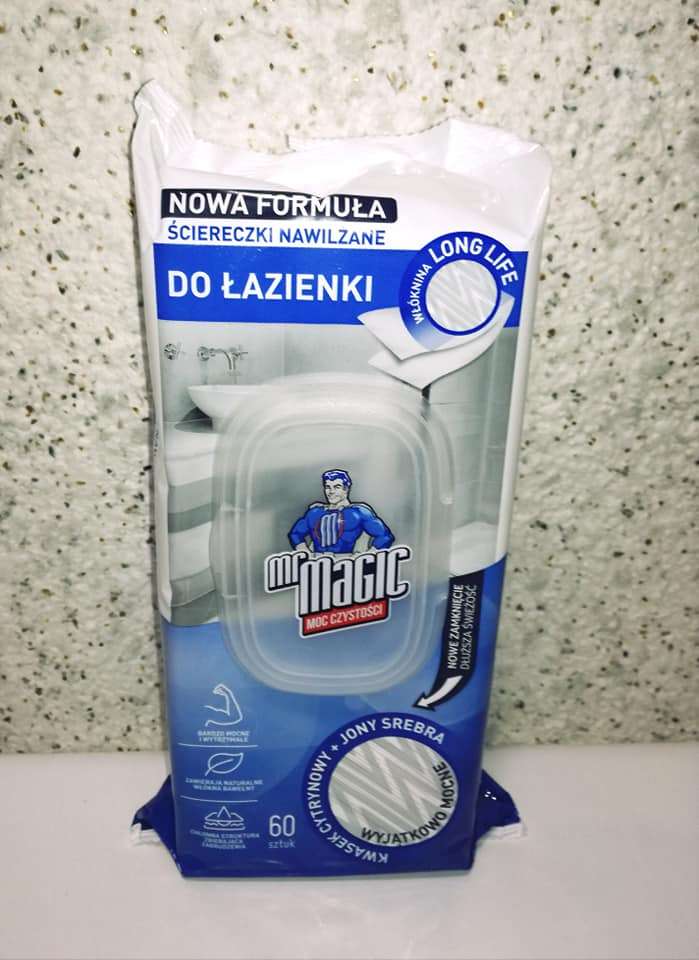 NOWA FORMUŁA
ŚCIERECZKI NAWILŻANE
DO ŁAZIENKI
WŁÓKNINA LONG LIFE
M
mr
MAGIC
MOC CZYSTOŚCI
NOWE ZAMKNIĘCIE
DŁUŻSZA ŚWIEŻOŚĆ
BARDZO MOCNE
I WYTRZYMAŁE
ZAWIERAJĄ NATURALNE
WŁÓKNA BAWEŁNY
CHŁONNA STRUKTURA
ZBIERAJĄCA
ZABRUDZENIA
60
sztuk
KWASEK CYTRYNOWY + JONY SREBRA
WYJĄTKOWO MOCNE